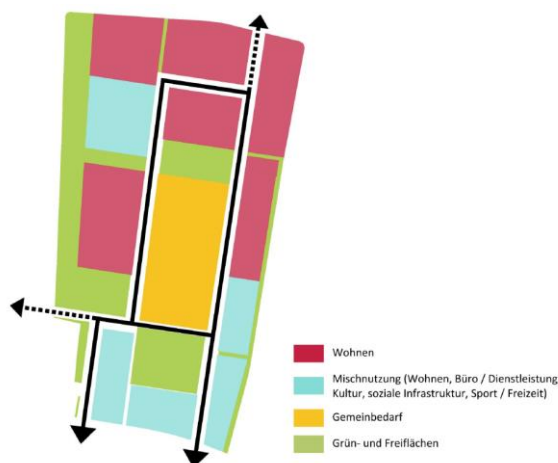 Wohnen
Mischnutzung (Wohnen, Büro / Dienstleistung
Kultur, soziale Infrastruktur, Sport / Freizeit)
Gemeinbedarf
Grün- und Freiflächen